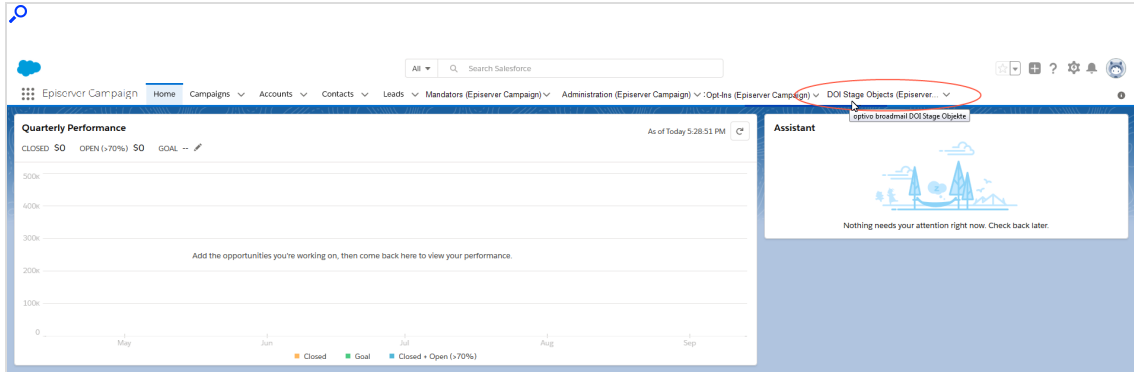 All Search Salesforce
Episerver Campaign Home Campaigns Accounts Contacts Leads Mandators (Episerver Campaign) Administration (Episerver Campaign) Opt-Ins (Episerver Campaign) DOI Stage Objects (Episerver...
optivo broadmail DOI Stage Objekte
Quarterly Performance
As of Today 5:28:51 PM
CLOSED $0 OPEN (>70%) $0 GOAL --
500K
400K
300K
200K
100K
0
Add the opportunities you're working on, then come back here to view your performance.
May Jun Jul Aug Sep
Closed Goal Closed + Open (>70%)
Assistant
Nothing needs your attention right now. Check back later.